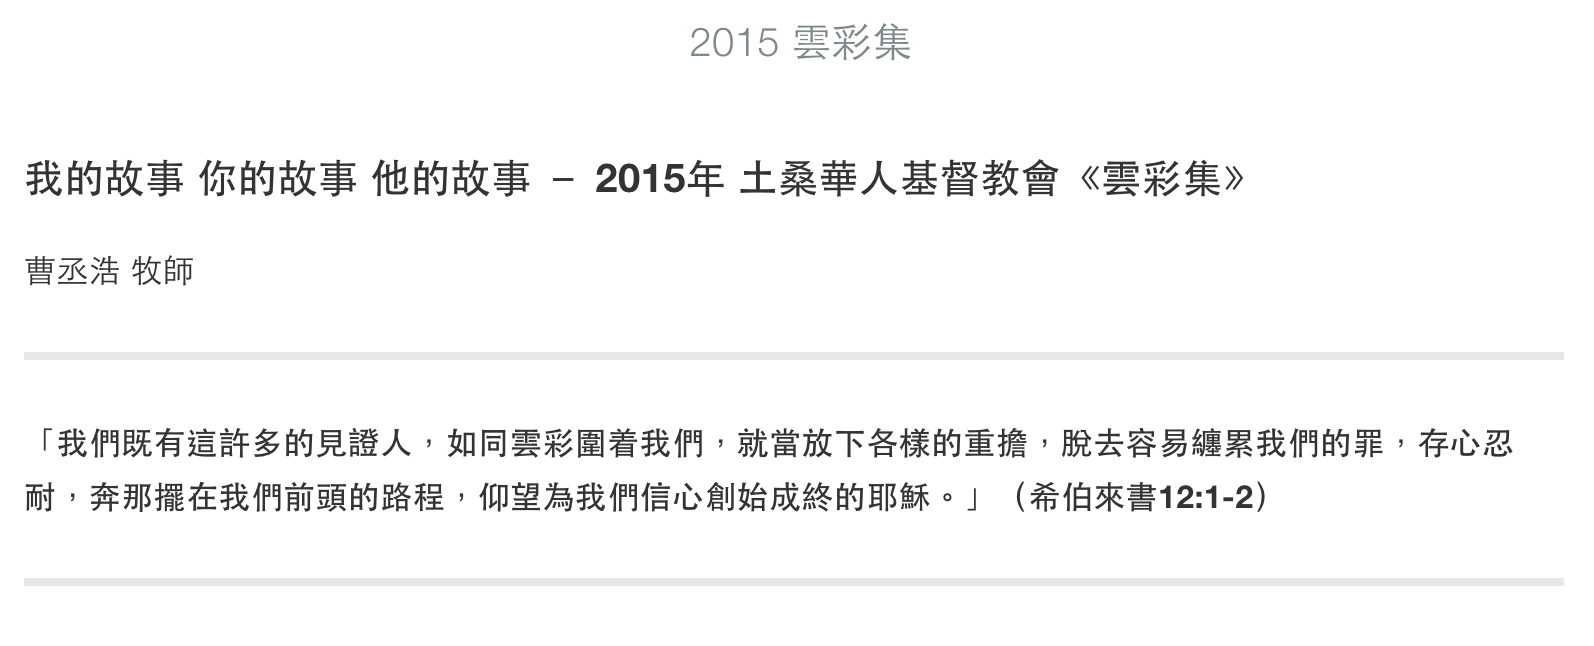 2015 雲彩集
我的故事 你的故事 他的故事 – 2015年 土桑華人基督教會《雲彩集》
曹丞浩 牧師
「我們既有這許多的見證人，如同雲彩圍着我們，就當放下各樣的重擔，脫去容易纏累我們的罪，存心忍
耐，奔那擺在我們前頭的路程，仰望為我們信心創始成終的耶穌。」（希伯來書12:1-2）